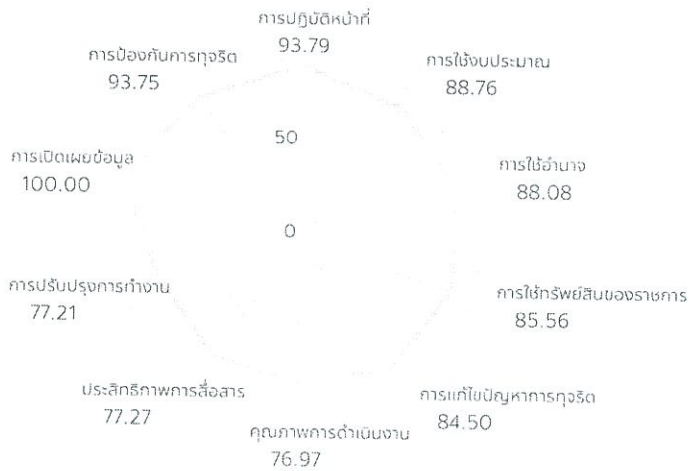 การปฏิบัติหน้าที่
93.79
การใช้งบประมาณ
88.76
การใช้อำนาจ
88.08
การใช้ทรัพย์สินของราชการ
85.56
การแก้ไขปัญหาการทุจริต
84.50
คุณภาพการดำเนินงาน
76.97
ประสิทธิภาพการสื่อสาร
77.27
การปรับปรุงการทำงาน
77.21
การเปิดเผยข้อมูล
100.00
การป้องกันการทุจริต
93.75
50
0